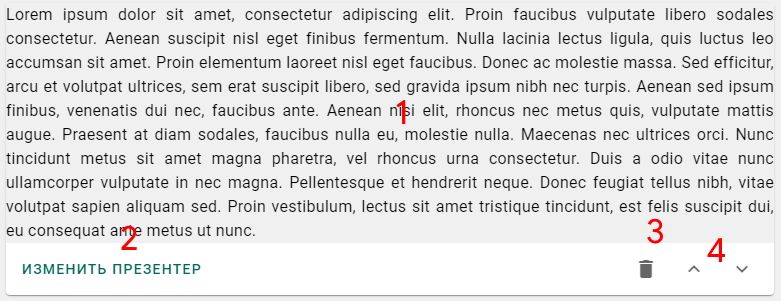 Lorem ipsum dolor sit amet, consectetur adipiscing elit. Proin faucibus vulputate libero sodales
consectetur. Aenean suscipit nisl eget finibus fermentum. Nulla lacinia lectus ligula, quis luctus leo
accumsan sit amet. Proin elementum laoreet nisl eget faucibus. Donec ac molestie massa. Sed efficitur,
arcu et volutpat ultrices, sem erat suscipit libero, sed gravida ipsum nibh nec turpis. Aenean sed ipsum
finibus, venenatis dui nec, faucibus ante. Aenean nisi elit, rhoncus nec metus quis, vulputate mattis
1
augue. Praesent at diam sodales, faucibus nulla eu, molestie nulla. Maecenas nec ultrices orci. Nunc
tincidunt metus sit amet magna pharetra, vel rhoncus urna consectetur. Duis a odio vitae nunc
ullamcorper vulputate in nec magna. Pellentesque et hendrerit neque. Donec feugiat tellus nibh, vitae
volutpat sapien aliquam sed. Proin vestibulum, lectus sit amet tristique tincidunt, est felis suscipit dui,
eu consequat ante metus ut nunc.
2 3 4
ИЗМЕНИТЬ ПРЕЗЕНТЕР